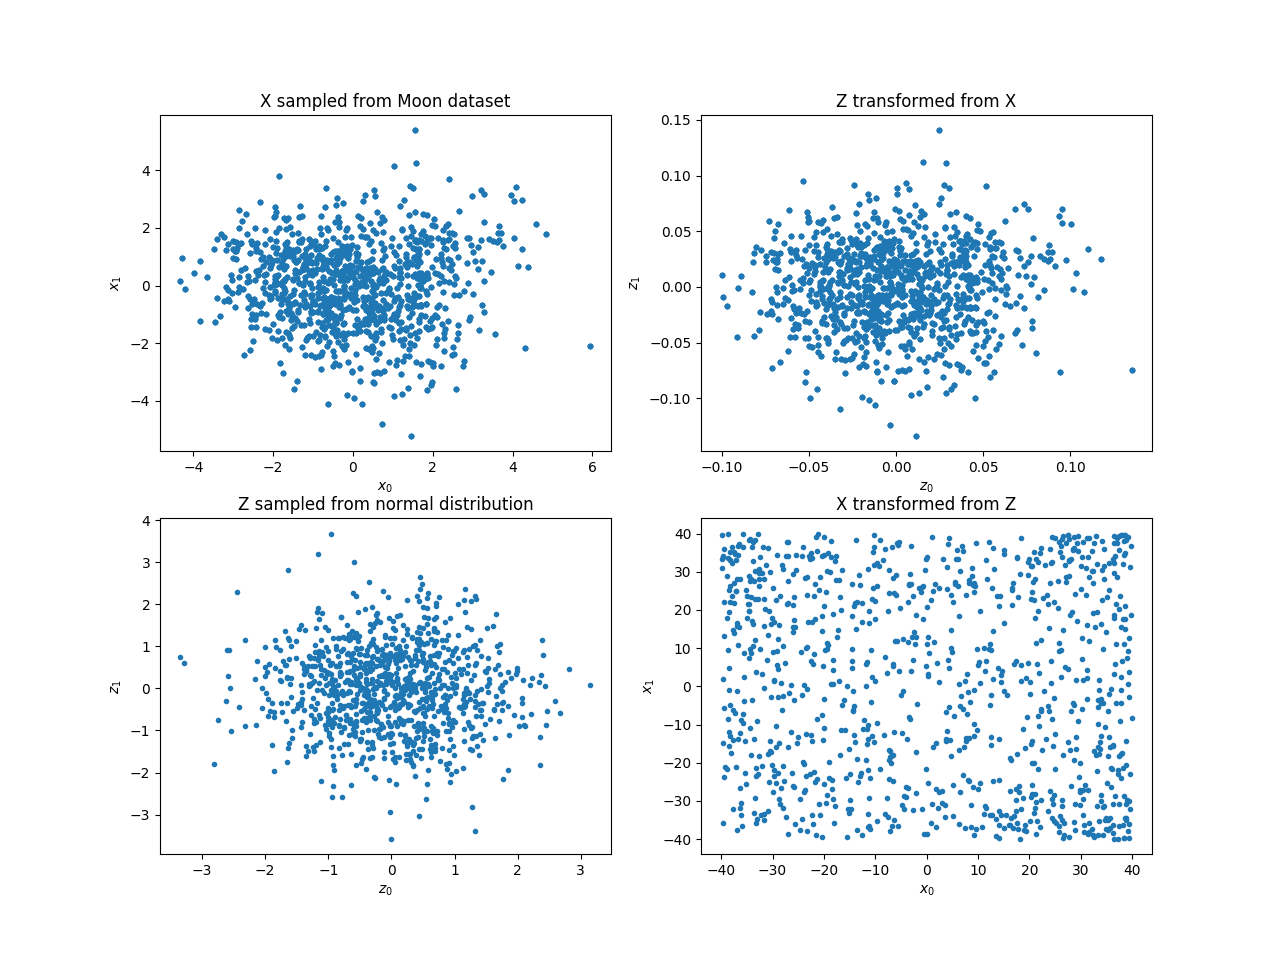 X sampled from Moon dataset
4
2
0
−2
−4
x₁
−4 −2 0 2 4 6
x₀
Z transformed from X
0.15
0.10
0.05
0.00
−0.05
−0.10
z₁
−0.10 −0.05 0.00 0.05 0.10
z₀
Z sampled from normal distribution
4
3
2
1
0
−1
−2
−3
z₁
−3 −2 −1 0 1 2 3
z₀
X transformed from Z
40
30
20
10
0
−10
−20
−30
−40
x₁
−40 −30 −20 −10 0 10 20 30 40
x₀